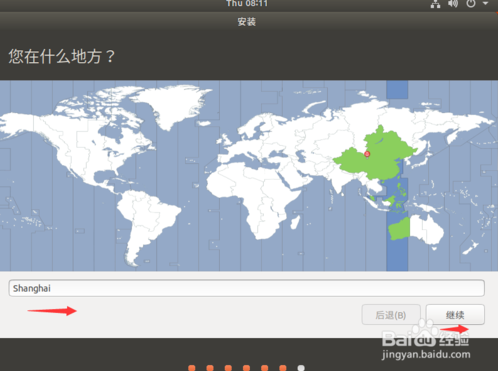 Thu 08:11
安装
您在什么地方？
Shanghai
后退(B)
继续
Baidu 经验
jingyan.baidu.com